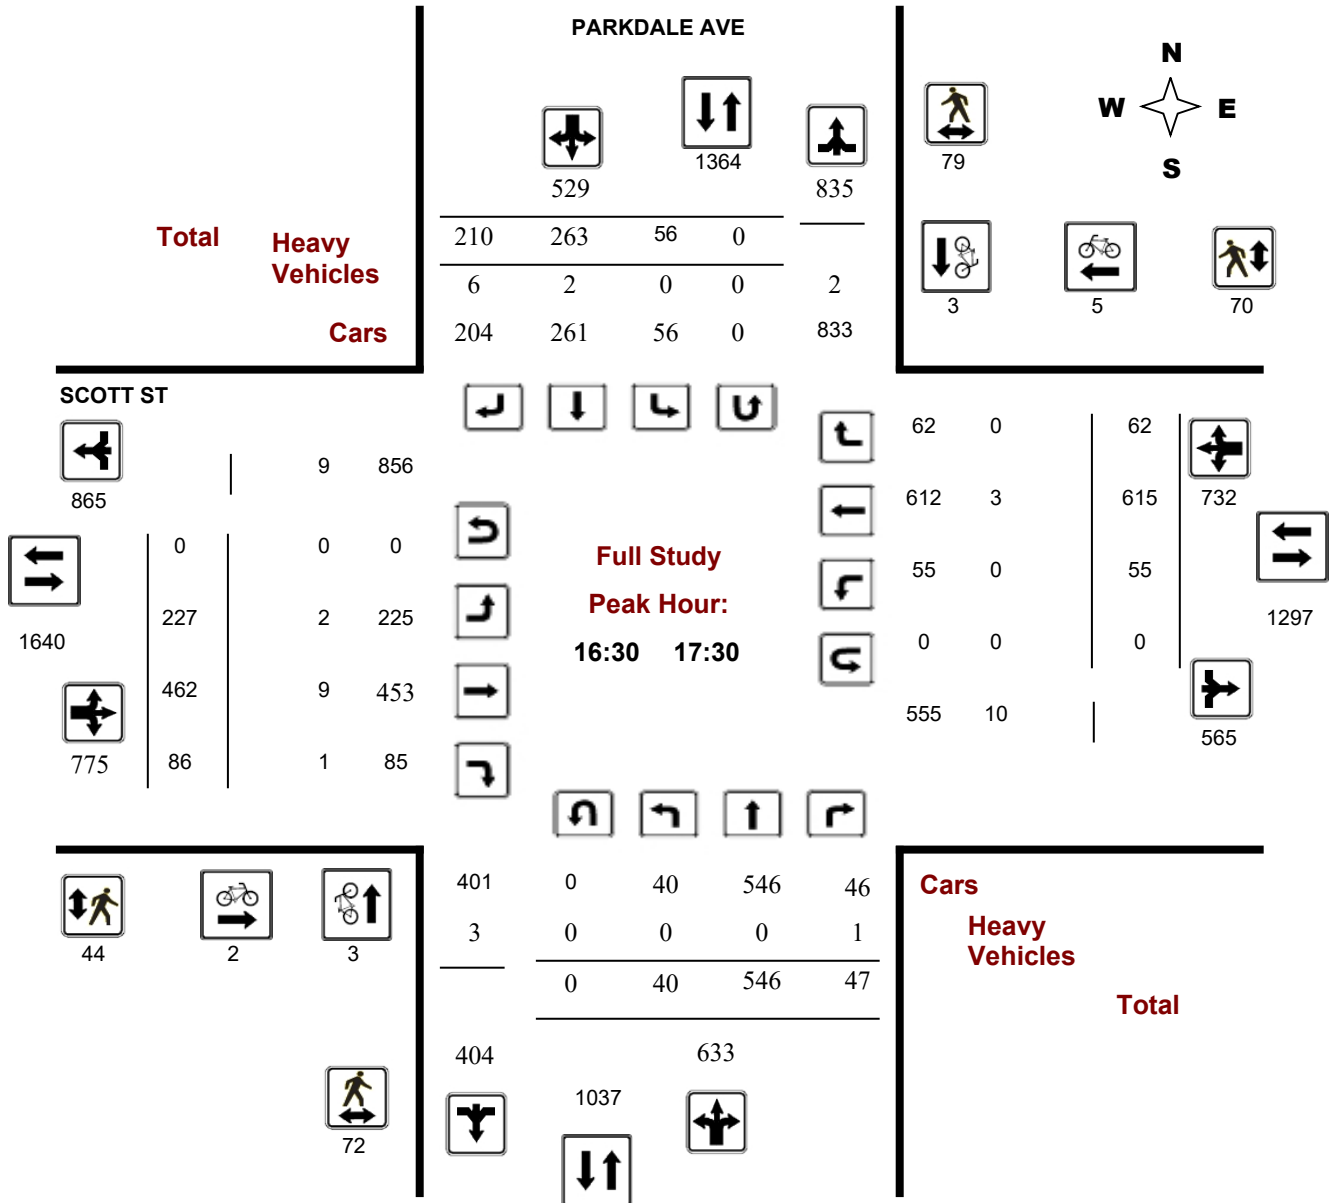 PARKDALE AVE
N
W E
S
1364
79
529 835
Total Heavy Vehicles
210 263 56 0
6 2 0 0 2
Cars 204 261 56 0 833
3 5 70
SCOTT ST
62 0 62
9 856
865
612 3 615 732
0 0 0
55 0 55
227 2 225
1640
Full Study
Peak Hour:
16:30 17:30
1297
0 0 0
462 9 453
555 10 565
775 86 1 85
401 0 40 546 46 Cars
3 0 0 0 1 Heavy Vehicles
44 2 3
0 40 546 47 Total
404 633
1037
72